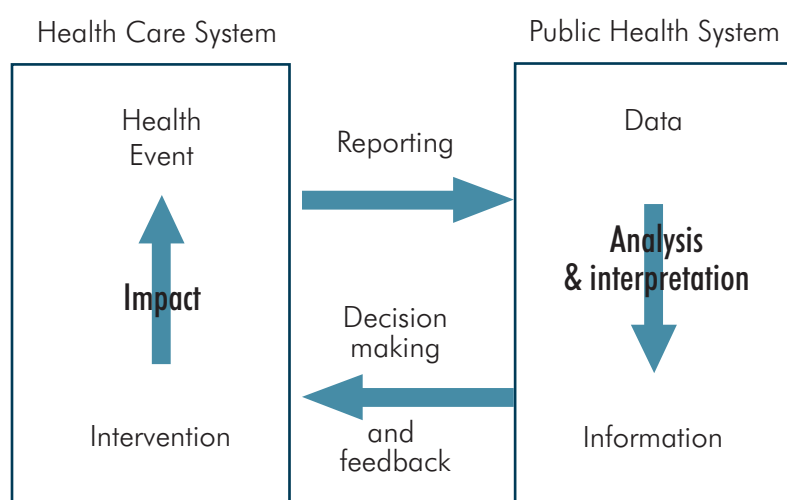 Health Care System
Public Health System
Health
Event
Reporting
Data
Impact
Analysis
& interpretation
Decision
making
and
feedback
Intervention
Information